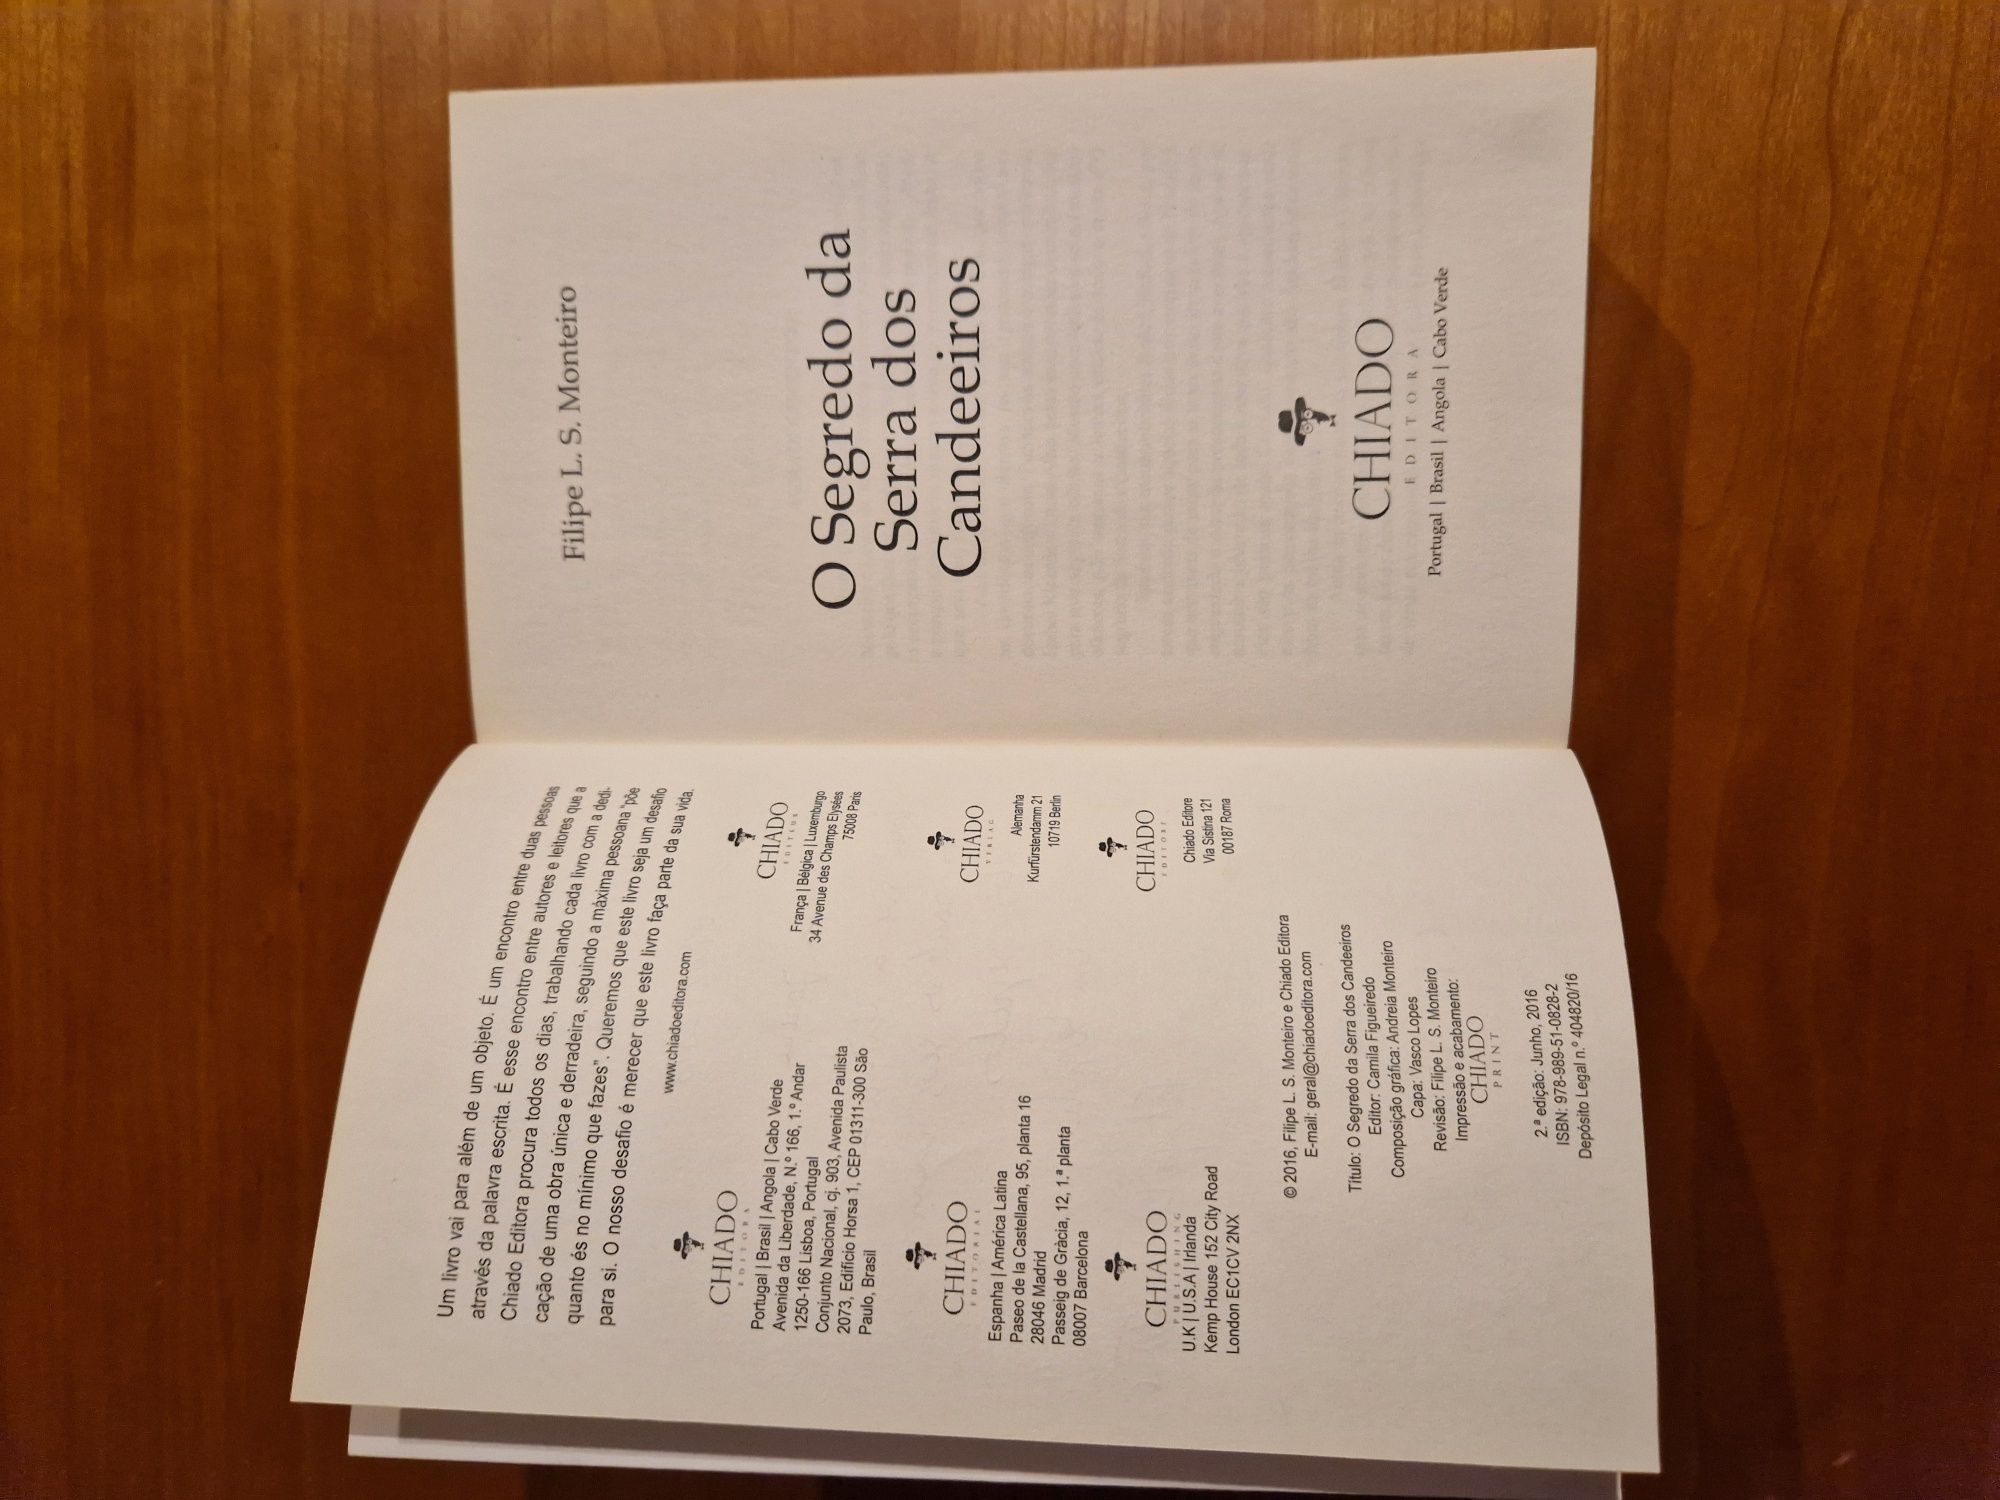 Um livro vai para além de um objeto. É um encontro entre duas pessoas
através da palavra escrita. É esse encontro entre autores e leitores que a
Chiado Editora procura todos os dias, trabalhando cada livro com a dedi-
cação de uma obra única e derradeira, seguindo a máxima pessoana "põe
quanto és no mínimo que fazes". Queremos que este livro seja um desafio
para si. O nosso desafio é merecer que este livro faça parte da sua vida.
www.chiadoeditora.com
CHIADO
EDITORA
Portugal | Brasil | Angola | Cabo Verde
Avenida da Liberdade, N.º 166, 1.º Andar
1250-166 Lisboa, Portugal
Conjunto Nacional, cj. 903, Avenida Paulista
2073, Edifício Horsa 1, CEP 01311-300 São
Paulo, Brasil
CHIADO
EDITEUR
França | Bélgica | Luxemburgo
34 Avenue des Champs Elysées
75008 Paris
CHIADO
EDITORIAL
Espanha | América Latina
Paseo de la Castellana, 95, planta 16
28046 Madrid
Passeig de Gràcia, 12, 1.ª planta
08007 Barcelona
CHIADO
VERLAG
Alemanha
Kurfürstendamm 21
10719 Berlin
CHIADO
PUBLISHING
U.K | U.S.A | Irlanda
Kemp House 152 City Road
London EC1CV 2NX
CHIADO
EDITORE
Chiado Editore
Via Sistina 121
00187 Roma
© 2016, Filipe L. S. Monteiro e Chiado Editora
E-mail: geral@chiadoeditora.com
Título: O Segredo da Serra dos Candeeiros
Editor: Camila Figueiredo
Composição gráfica: Andreia Monteiro
Capa: Vasco Lopes
Revisão: Filipe L. S. Monteiro
Impressão e acabamento:
CHIADO
PRINT
2.ª edição: Junho, 2016
ISBN: 978-989-51-0828-2
Depósito Legal n.º 404820/16
Filipe L. S. Monteiro
O Segredo da
Serra dos
Candeeiros
CHIADO
EDITORA
Portugal | Brasil | Angola | Cabo Verde